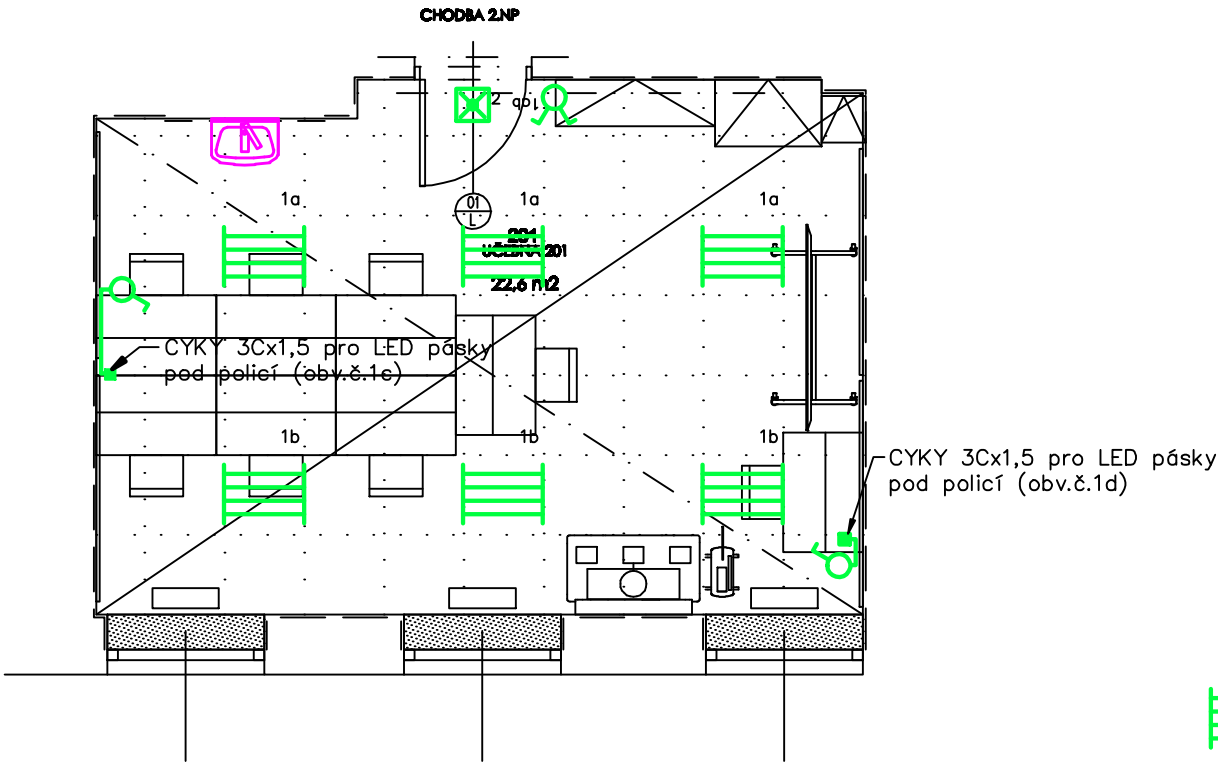 CHODBA 2.NP
2
1ab
1a
1a
1a
01
L
201
UČEBNA 201
22,6 m2
CYKY 3Cx1,5 pro LED pásky
pod policí (obv.č.1c)
1b
1b
1b
CYKY 3Cx1,5 pro LED pásky
pod policí (obv.č.1d)